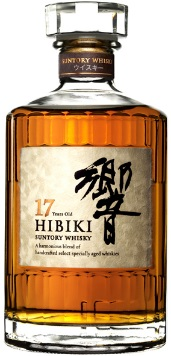 SUNTORY WHISKY
ウイスキー
響
17 Years Old
HIBIKI
SUNTORY WHISKY
A harmonious blend of
handcrafted select specially aged whiskies